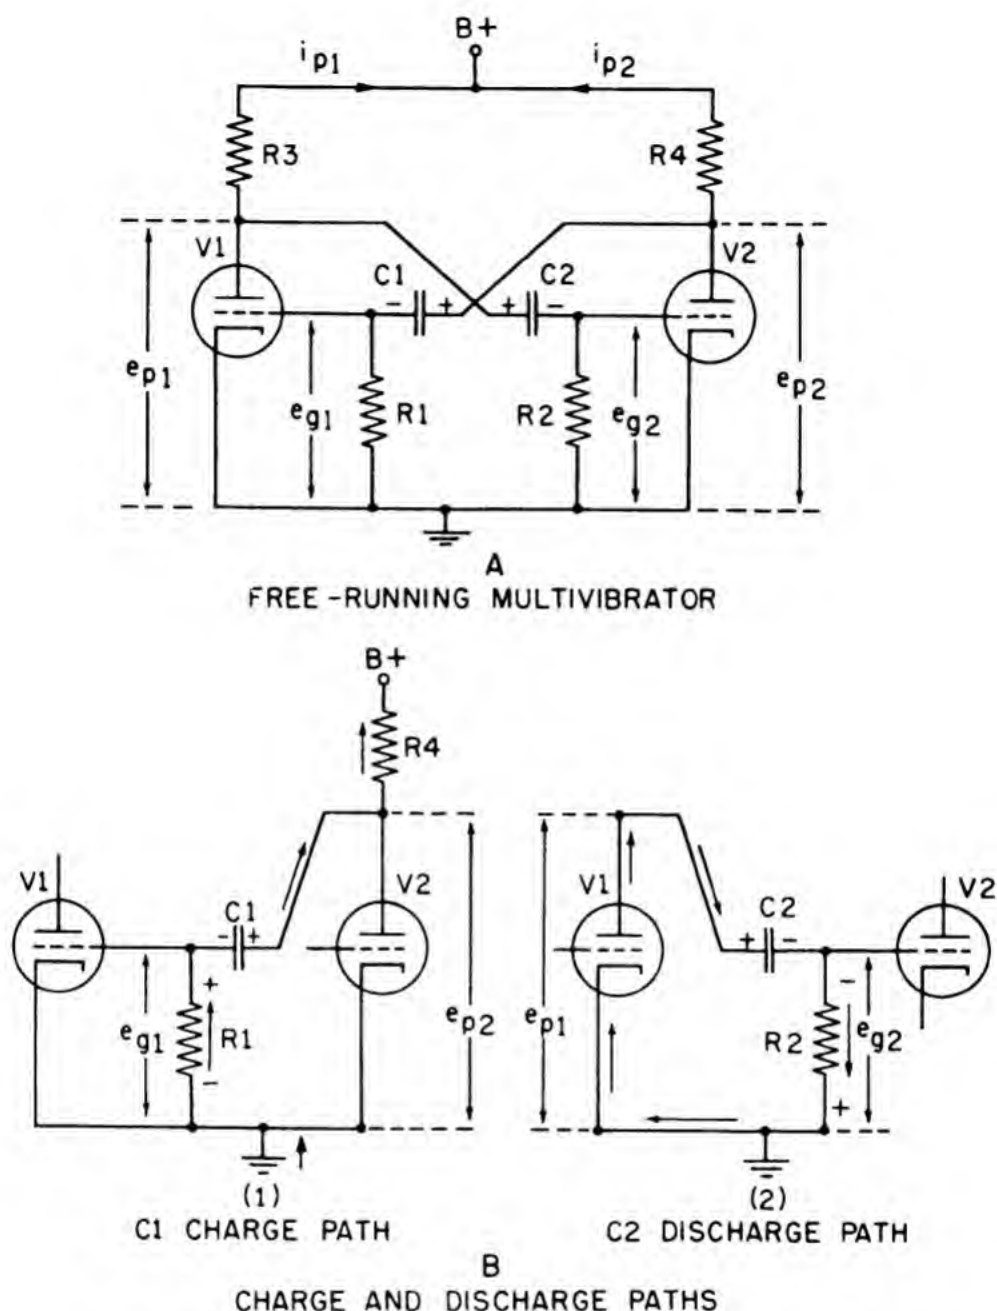 B+
ip1 ip2
R3 R4
V1 V2
C1 C2
- + + -
ep1 eg1 R1 R2 eg2 ep2
A
FREE-RUNNING MULTIVIBRATOR
B+
R4
V1 C1 V2
- +
+
eg1 R1 ep2
-
(1)
C1 CHARGE PATH
V1 C2 V2
+ -
-
ep1 R2 eg2
+
(2)
C2 DISCHARGE PATH
B
CHARGE AND DISCHARGE PATHS